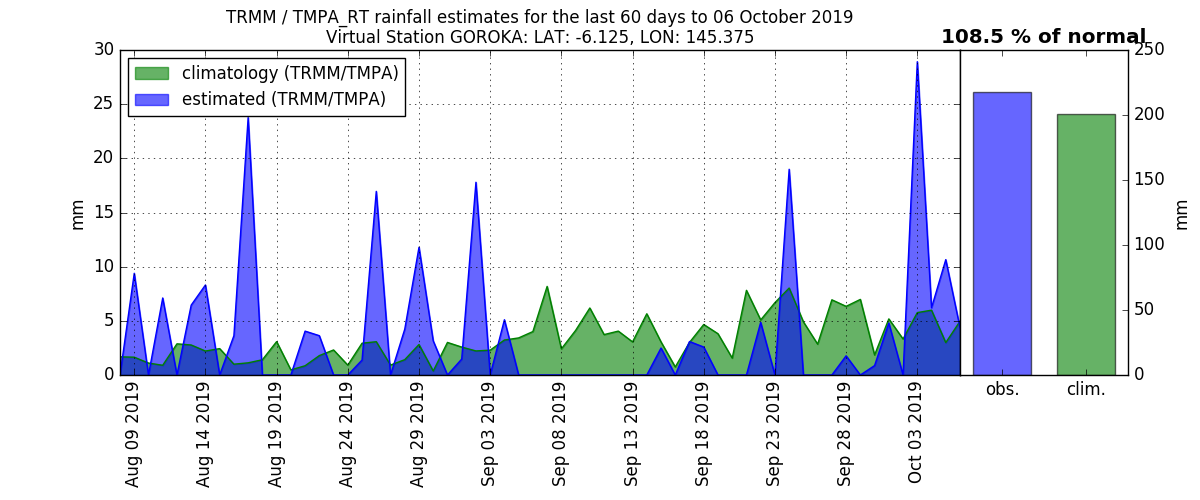 TRMM / TMPA_RT rainfall estimates for the last 60 days to 06 October 2019
Virtual Station GOROKA: LAT: -6.125, LON: 145.375
108.5 % of normal
climatology (TRMM/TMPA)
estimated (TRMM/TMPA)
30
25
20
15
10
5
0
mm
Aug 09 2019
Aug 14 2019
Aug 19 2019
Aug 24 2019
Aug 29 2019
Sep 03 2019
Sep 08 2019
Sep 13 2019
Sep 18 2019
Sep 23 2019
Sep 28 2019
Oct 03 2019
250
200
150
100
50
0
mm
obs.
clim.